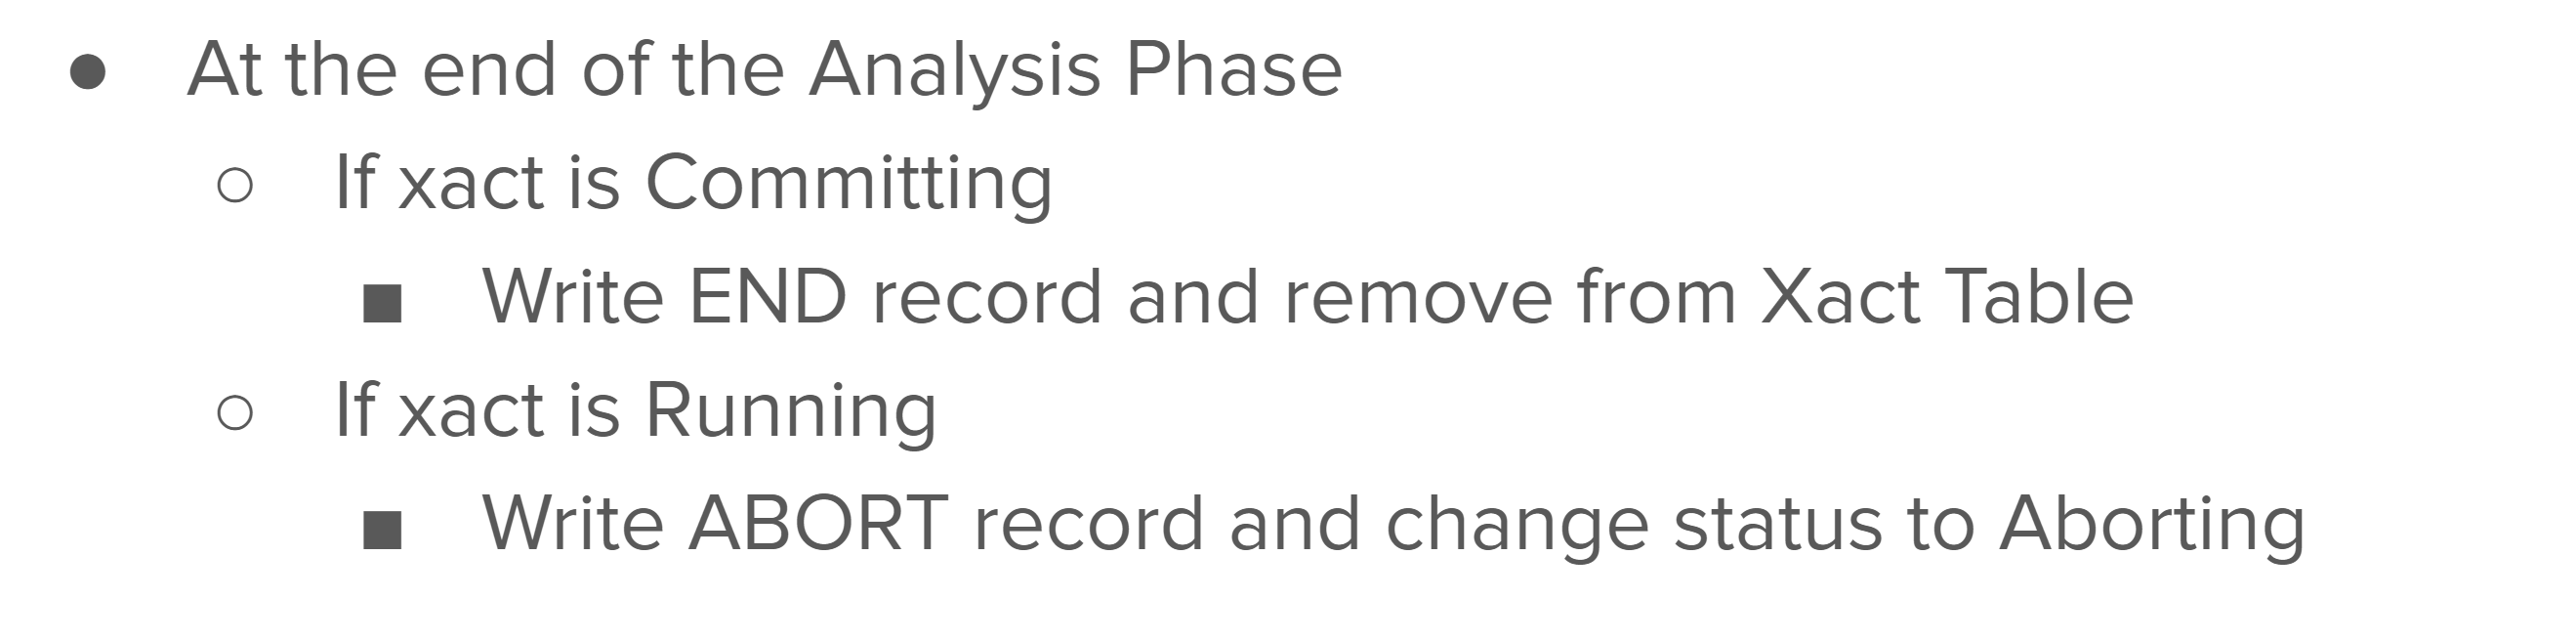 ● At the end of the Analysis Phase
○ If xact is Committing
■ Write END record and remove from Xact Table
○ If xact is Running
■ Write ABORT record and change status to Aborting